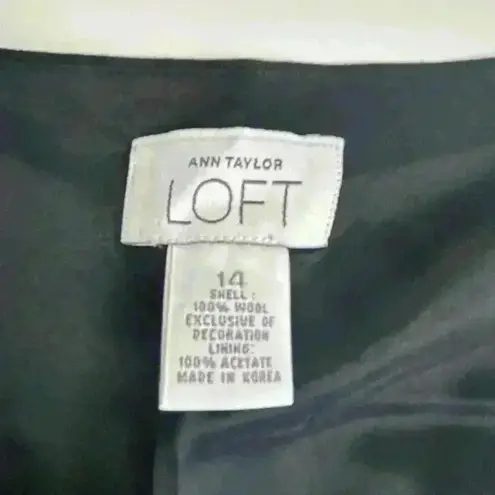 ANN TAYLOR
LOFT
14
SHELL:
100% WOOL
EXCLUSIVE OF
DECORATION
LINING:
100% ACETATE
MADE IN KOREA